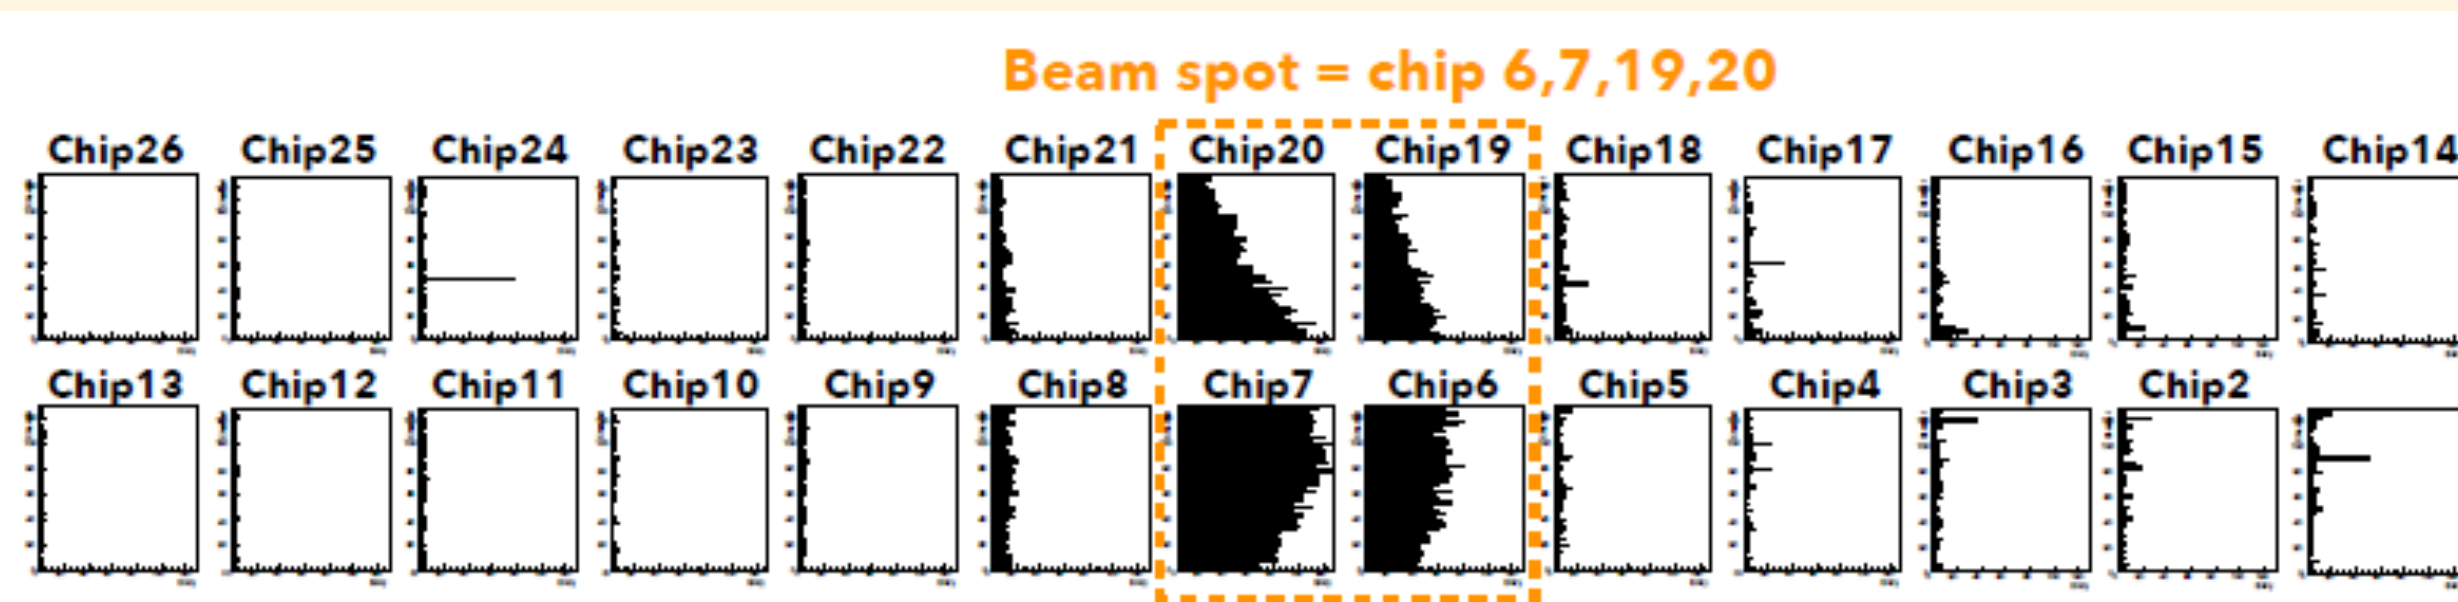 Beam spot = chip 6,7,19,20
Chip26 Chip25 Chip24 Chip23 Chip22 Chip21 Chip20 Chip19 Chip18 Chip17 Chip16 Chip15 Chip14
Chip13 Chip12 Chip11 Chip10 Chip9 Chip8 Chip7 Chip6 Chip5 Chip4 Chip3 Chip2